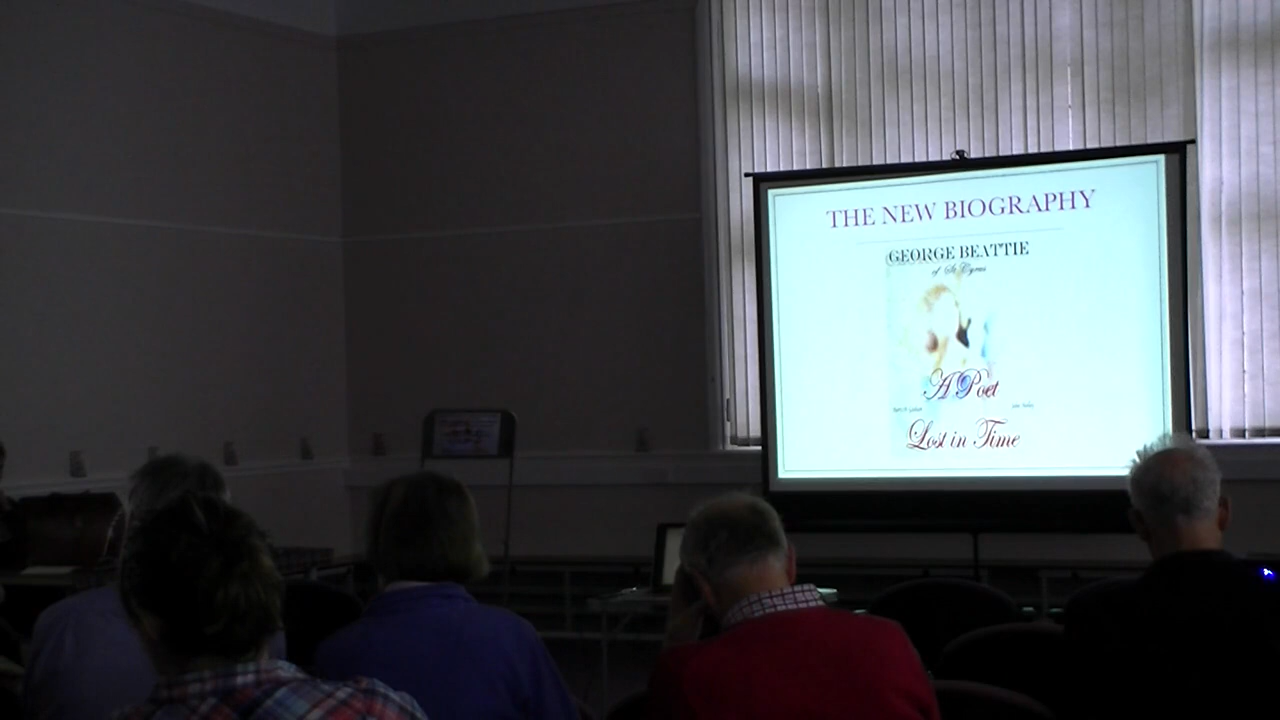 THE NEW BIOGRAPHY
GEORGE BEATTIE
of St Cyrus
A Poet
Lost in Time